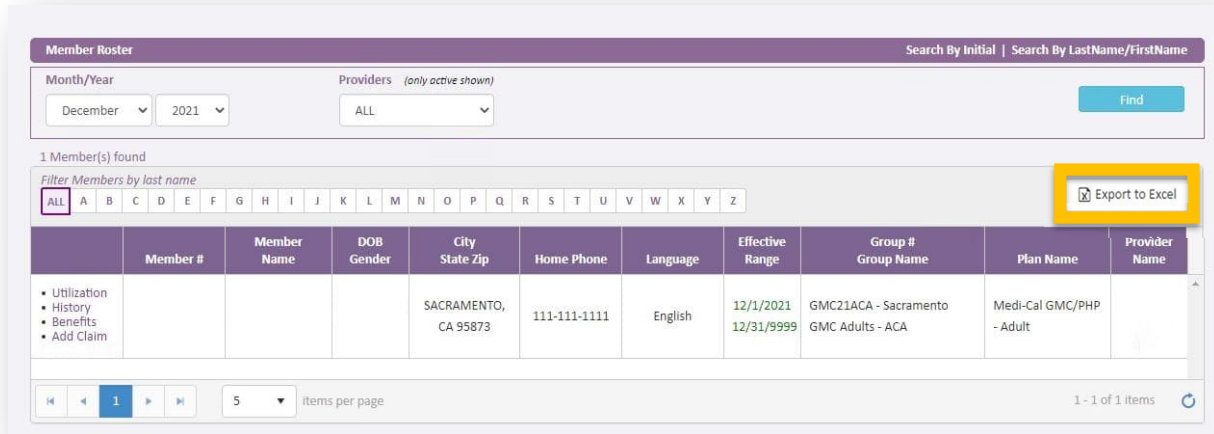 Member Roster
Search By Initial | Search By LastName/FirstName
Month/Year
Providers (only active shown)
December
2021
ALL
Find
1 Member(s) found
Filter Members by last name
ALL A B C D E F G H I J K L M N O P Q R S T U V W X Y Z
Export to Excel
Member #
Member
Name
DOB
Gender
City
State Zip
Home Phone
Language
Effective
Range
Group #
Group Name
Plan Name
Provider
Name
• Utilization
• History
• Benefits
• Add Claim
SACRAMENTO,
CA 95873
111-111-1111
English
12/1/2021
12/31/9999
GMC21ACA - Sacramento
GMC Adults - ACA
Medi-Cal GMC/PHP
- Adult
1
5
items per page
1 - 1 of 1 items